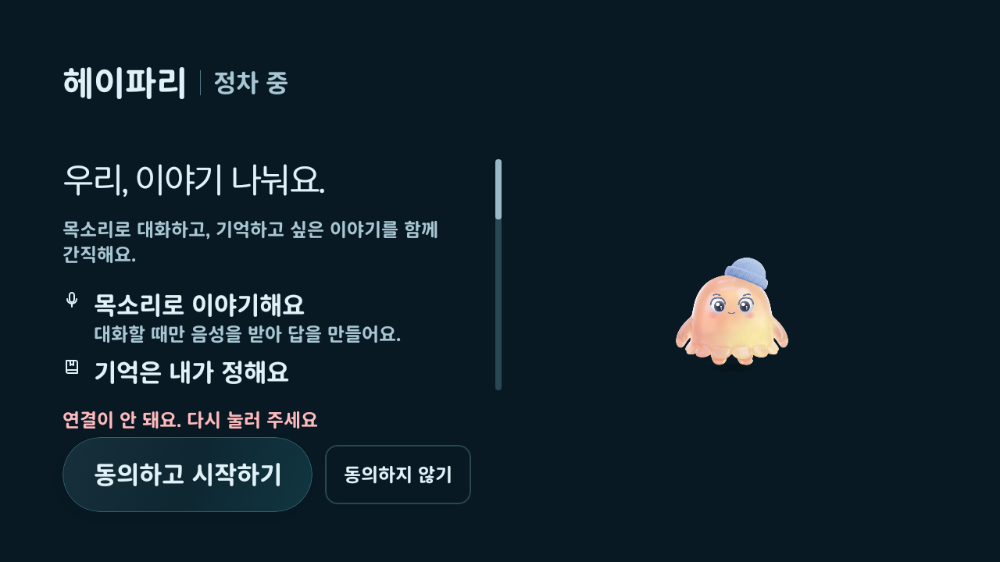 헤이파리 정차 중
우리, 이야기 나눠요.
목소리로 대화하고, 기억하고 싶은 이야기를 함께
간직해요.
목소리로 이야기해요
대화할 때만 음성을 받아 답을 만들어요.
기억은 내가 정해요
연결이 안 돼요. 다시 눌러 주세요
동의하고 시작하기 동의하지 않기